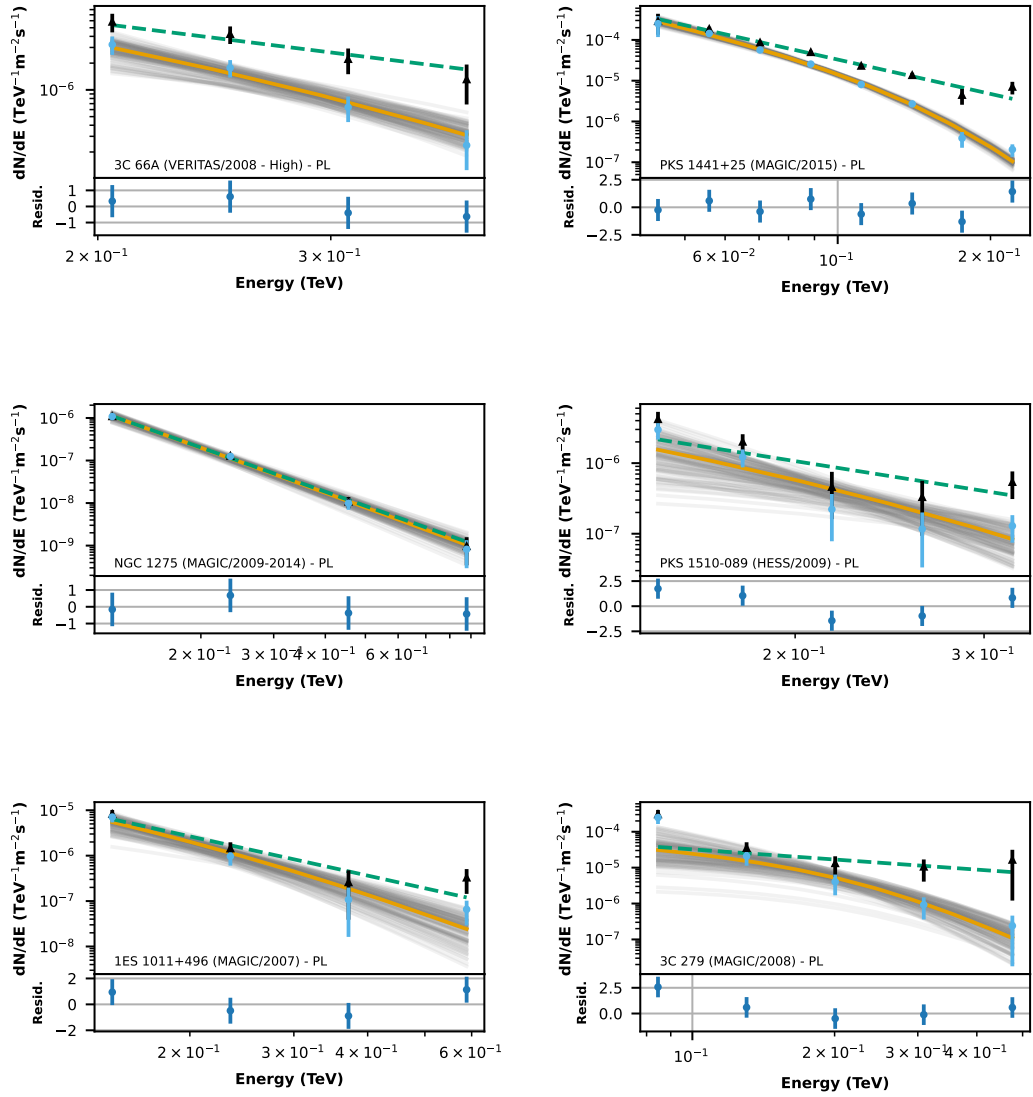 dN/dE (TeV⁻¹m⁻²s⁻¹)
10⁻⁶
3C 66A (VERITAS/2008 - High) - PL
Resid.
1
0
−1
2 × 10⁻¹ 3 × 10⁻¹
Energy (TeV)
dN/dE (TeV⁻¹m⁻²s⁻¹)
10⁻⁴
10⁻⁵
10⁻⁶
10⁻⁷
PKS 1441+25 (MAGIC/2015) - PL
Resid.
2.5
0.0
−2.5
6 × 10⁻² 10⁻¹ 2 × 10⁻¹
Energy (TeV)
dN/dE (TeV⁻¹m⁻²s⁻¹)
10⁻⁶
10⁻⁷
10⁻⁸
10⁻⁹
NGC 1275 (MAGIC/2009-2014) - PL
Resid.
1
0
−1
2 × 10⁻¹ 3 × 10⁻¹ 4 × 10⁻¹ 6 × 10⁻¹
Energy (TeV)
dN/dE (TeV⁻¹m⁻²s⁻¹)
10⁻⁶
10⁻⁷
PKS 1510-089 (HESS/2009) - PL
Resid.
2.5
0.0
−2.5
2 × 10⁻¹ 3 × 10⁻¹
Energy (TeV)
dN/dE (TeV⁻¹m⁻²s⁻¹)
10⁻⁵
10⁻⁶
10⁻⁷
10⁻⁸
1ES 1011+496 (MAGIC/2007) - PL
Resid.
2
0
−2
2 × 10⁻¹ 3 × 10⁻¹ 4 × 10⁻¹ 6 × 10⁻¹
Energy (TeV)
dN/dE (TeV⁻¹m⁻²s⁻¹)
10⁻⁴
10⁻⁵
10⁻⁶
10⁻⁷
3C 279 (MAGIC/2008) - PL
Resid.
2.5
0.0
10⁻¹ 2 × 10⁻¹ 3 × 10⁻¹ 4 × 10⁻¹
Energy (TeV)